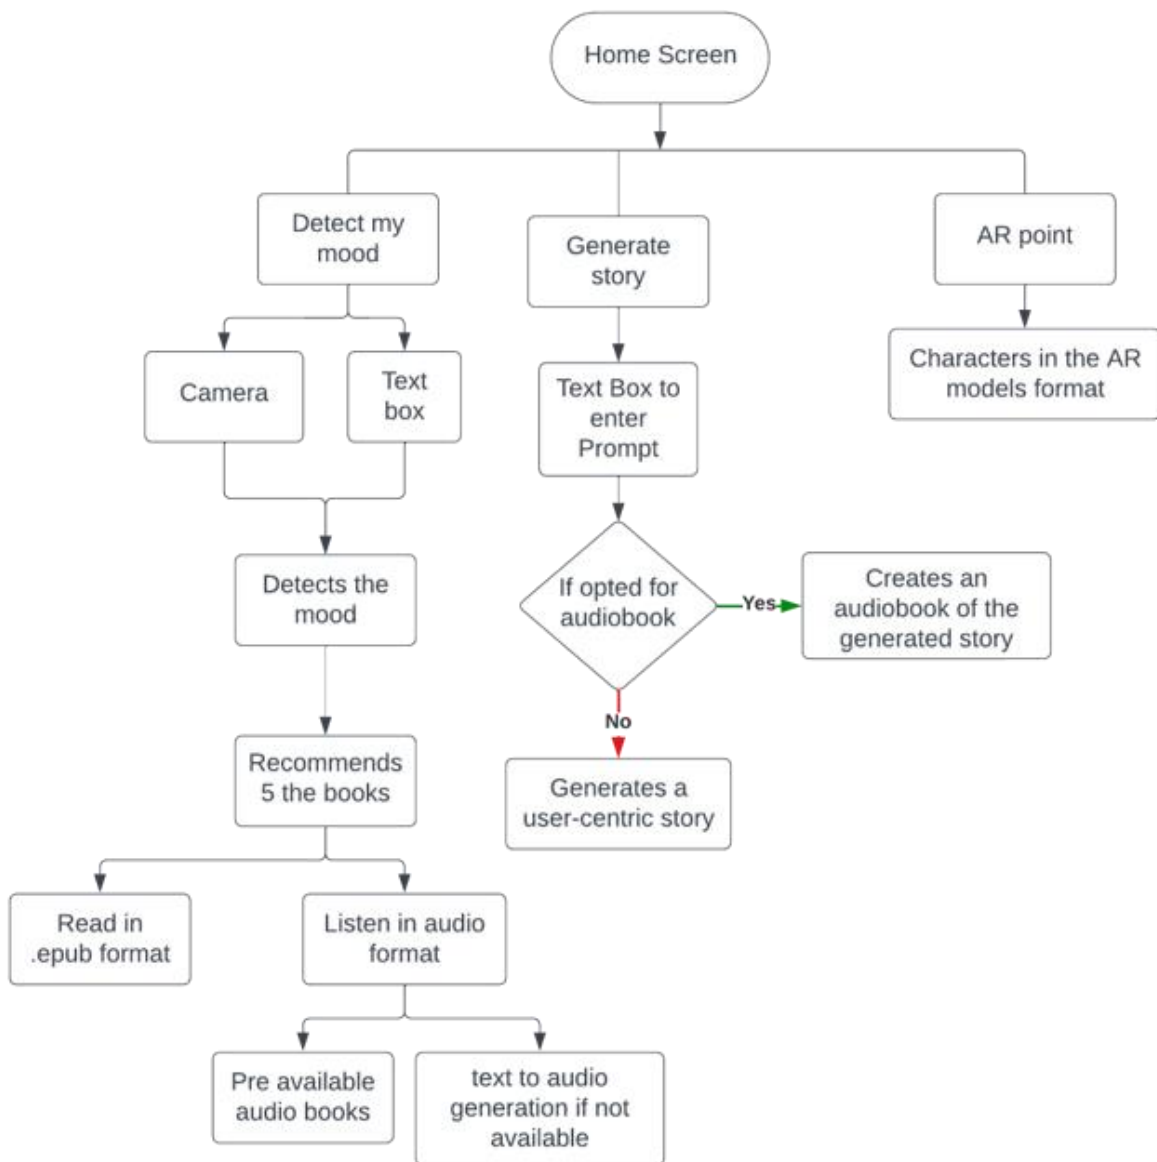 Home Screen
Detect my
mood
Generate
story
AR point
Camera
Text
box
Text Box to
enter
Prompt
Characters in the AR
models format
Detects the
mood
If opted for
audiobook
Yes
Creates an
audiobook of the
generated story
No
Recommends
5 the books
Generates a
user-centric story
Read in
.epub format
Listen in audio
format
Pre available
audio books
text to audio
generation if not
available